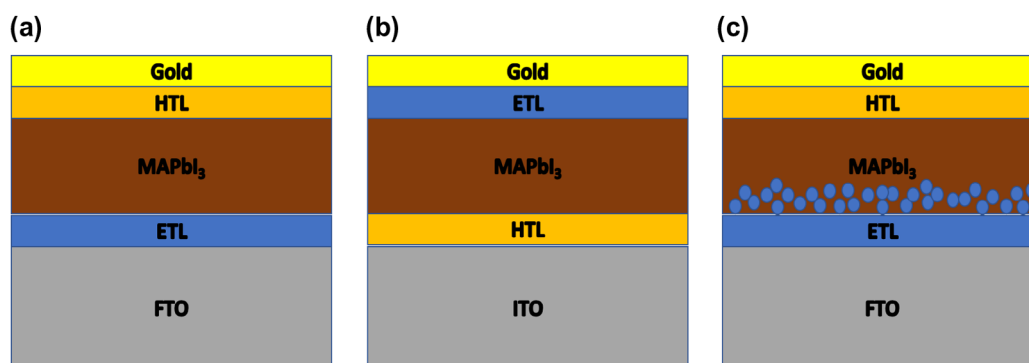 (a)
Gold
HTL
MAPbI₃
ETL
FTO
(b)
Gold
ETL
MAPbI₃
HTL
ITO
(c)
Gold
HTL
MAPbI₃
ETL
FTO